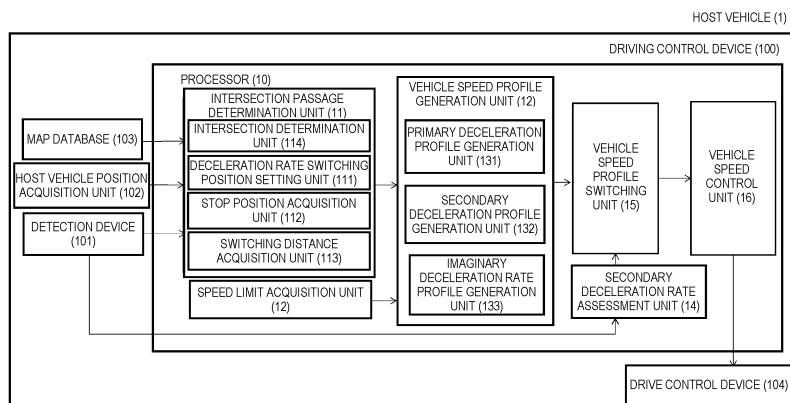 HOST VEHICLE (1)
DRIVING CONTROL DEVICE (100)
PROCESSOR (10)
INTERSECTION PASSAGE
DETERMINATION UNIT (11)
INTERSECTION DETERMINATION
UNIT (114)
DECELERATION RATE SWITCHING
POSITION SETTING UNIT (111)
STOP POSITION ACQUISITION
UNIT (112)
SWITCHING DISTANCE
ACQUISITION UNIT (113)
SPEED LIMIT ACQUISITION UNIT
(12)
MAP DATABASE (103)
HOST VEHICLE POSITION
ACQUISITION UNIT (102)
DETECTION DEVICE
(101)
VEHICLE SPEED PROFILE
GENERATION UNIT (12)
PRIMARY DECELERATION
PROFILE GENERATION
UNIT (131)
SECONDARY
DECELERATION PROFILE
GENERATION UNIT (132)
IMAGINARY
DECELERATION RATE
PROFILE GENERATION
UNIT (133)
VEHICLE
SPEED
PROFILE
SWITCHING
UNIT (15)
SECONDARY
DECELERATION RATE
ASSESSMENT UNIT (14)
VEHICLE
SPEED
CONTROL
UNIT (16)
DRIVE CONTROL DEVICE (104)